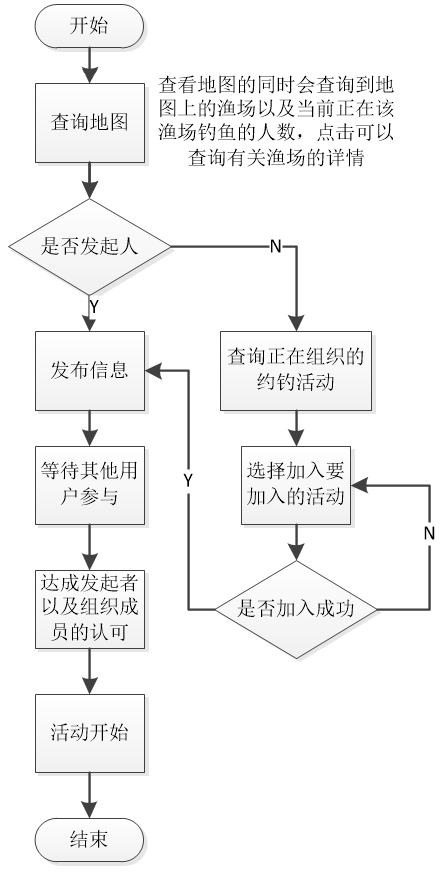 开始
查询地图
查看地图的同时会查询到地
图上的渔场以及当前正在该
渔场钓鱼的人数，点击可以
查询有关渔场的详情
是否发起人
N
Y
发布信息
查询正在组织的
约钓活动
等待其他用
户参与
选择加入要
加入的活动
Y
N
达成发起者
以及组织成
员的认可
是否加入成功
活动开始
结束